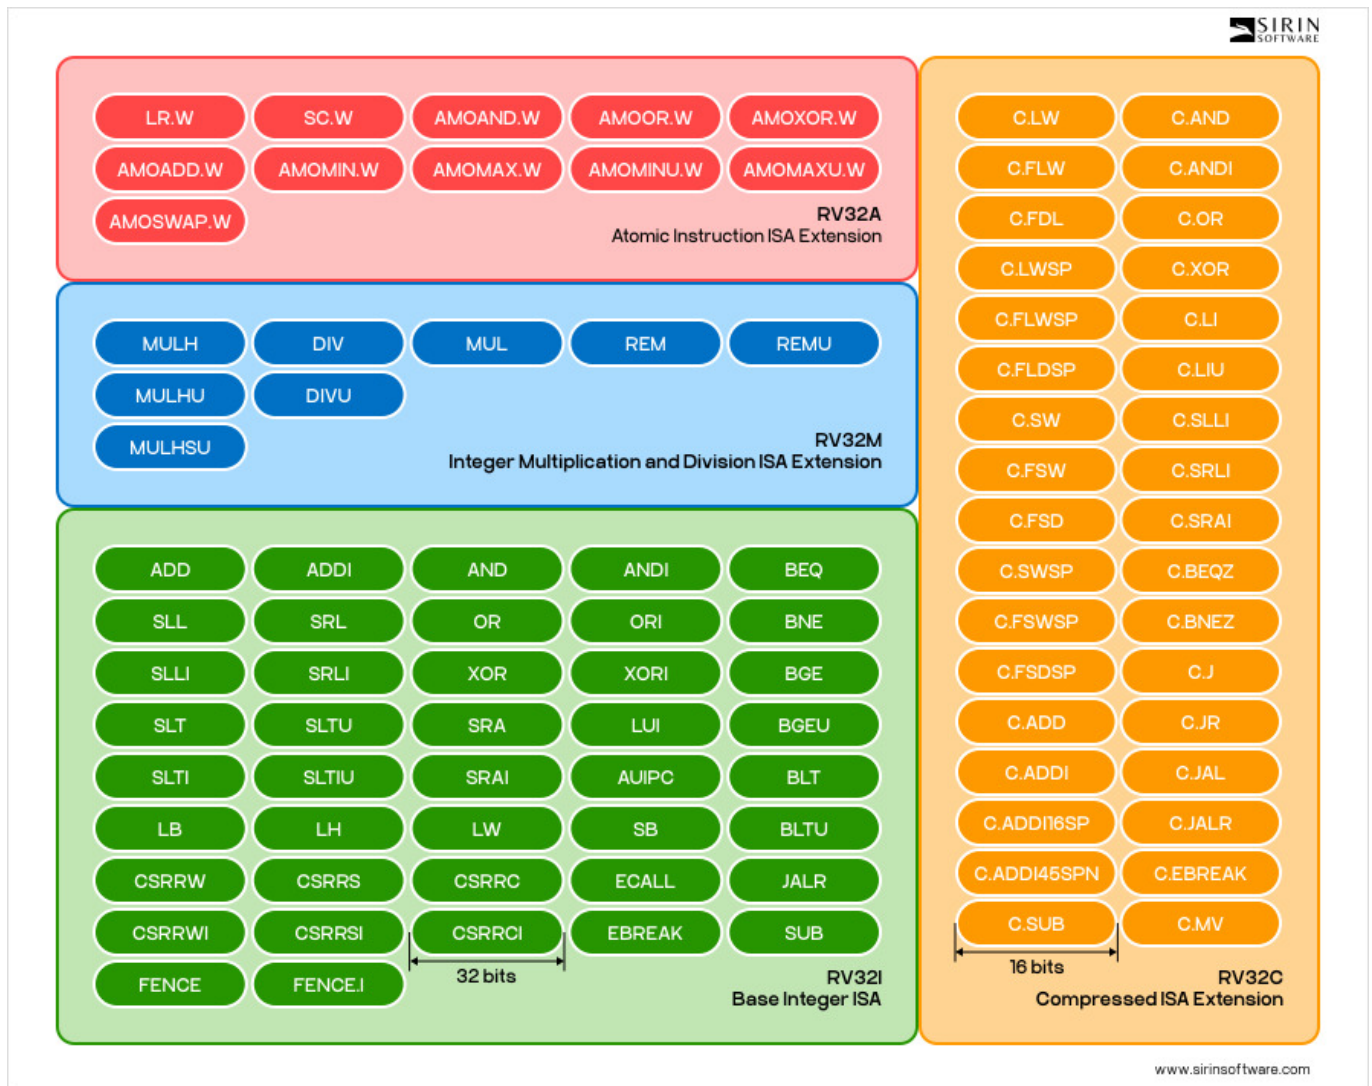 SIRIN
SOFTWARE
LR.W SC.W AMOAND.W AMOOR.W AMOXOR.W
AMOADD.W AMOMIN.W AMOMAX.W AMOMINU.W AMOMAXU.W
AMOSWAP.W
RV32A
Atomic Instruction ISA Extension
MULH DIV MUL REM REMU
MULHU DIVU
MULHSU
RV32M
Integer Multiplication and Division ISA Extension
ADD ADDI AND ANDI BEQ
SLL SRL OR ORI BNE
SLLI SRLI XOR XORI BGE
SLT SLTU SRA LUI BGEU
SLTI SLTIU SRAI AUIPC BLT
LB LH LW SB BLTU
CSRRW CSRRS CSRRC ECALL JALR
CSRRWI CSRRSI CSRRCI EBREAK SUB
FENCE FENCE.I
32 bits
RV32I
Base Integer ISA
C.LW C.AND
C.FLW C.ANDI
C.FDL C.OR
C.LWSP C.XOR
C.FLWSP C.LI
C.FLDSP C.LIU
C.SW C.SLLI
C.FSW C.SRLI
C.FSD C.SRAI
C.SWSP C.BEQZ
C.FSWSP C.BNEZ
C.FSDSP C.J
C.ADD C.JR
C.ADDI C.JAL
C.ADDI16SP C.JALR
C.ADDI45SPN C.EBREAK
C.SUB C.MV
16 bits
RV32C
Compressed ISA Extension
www.sirinsoftware.com